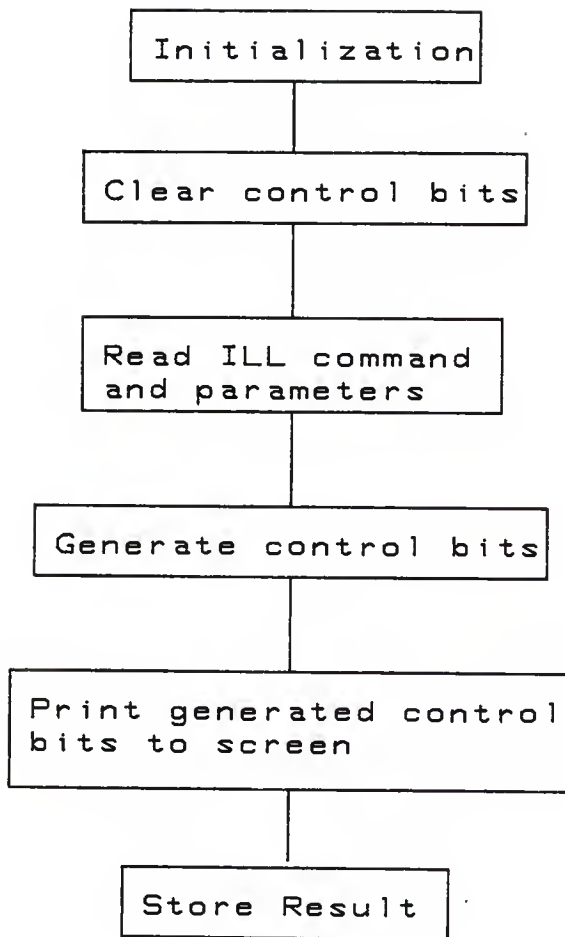 Initialization
Clear control bits
Read ILL command
and parameters
Generate control bits
Print generated control
bits to screen
Store Result